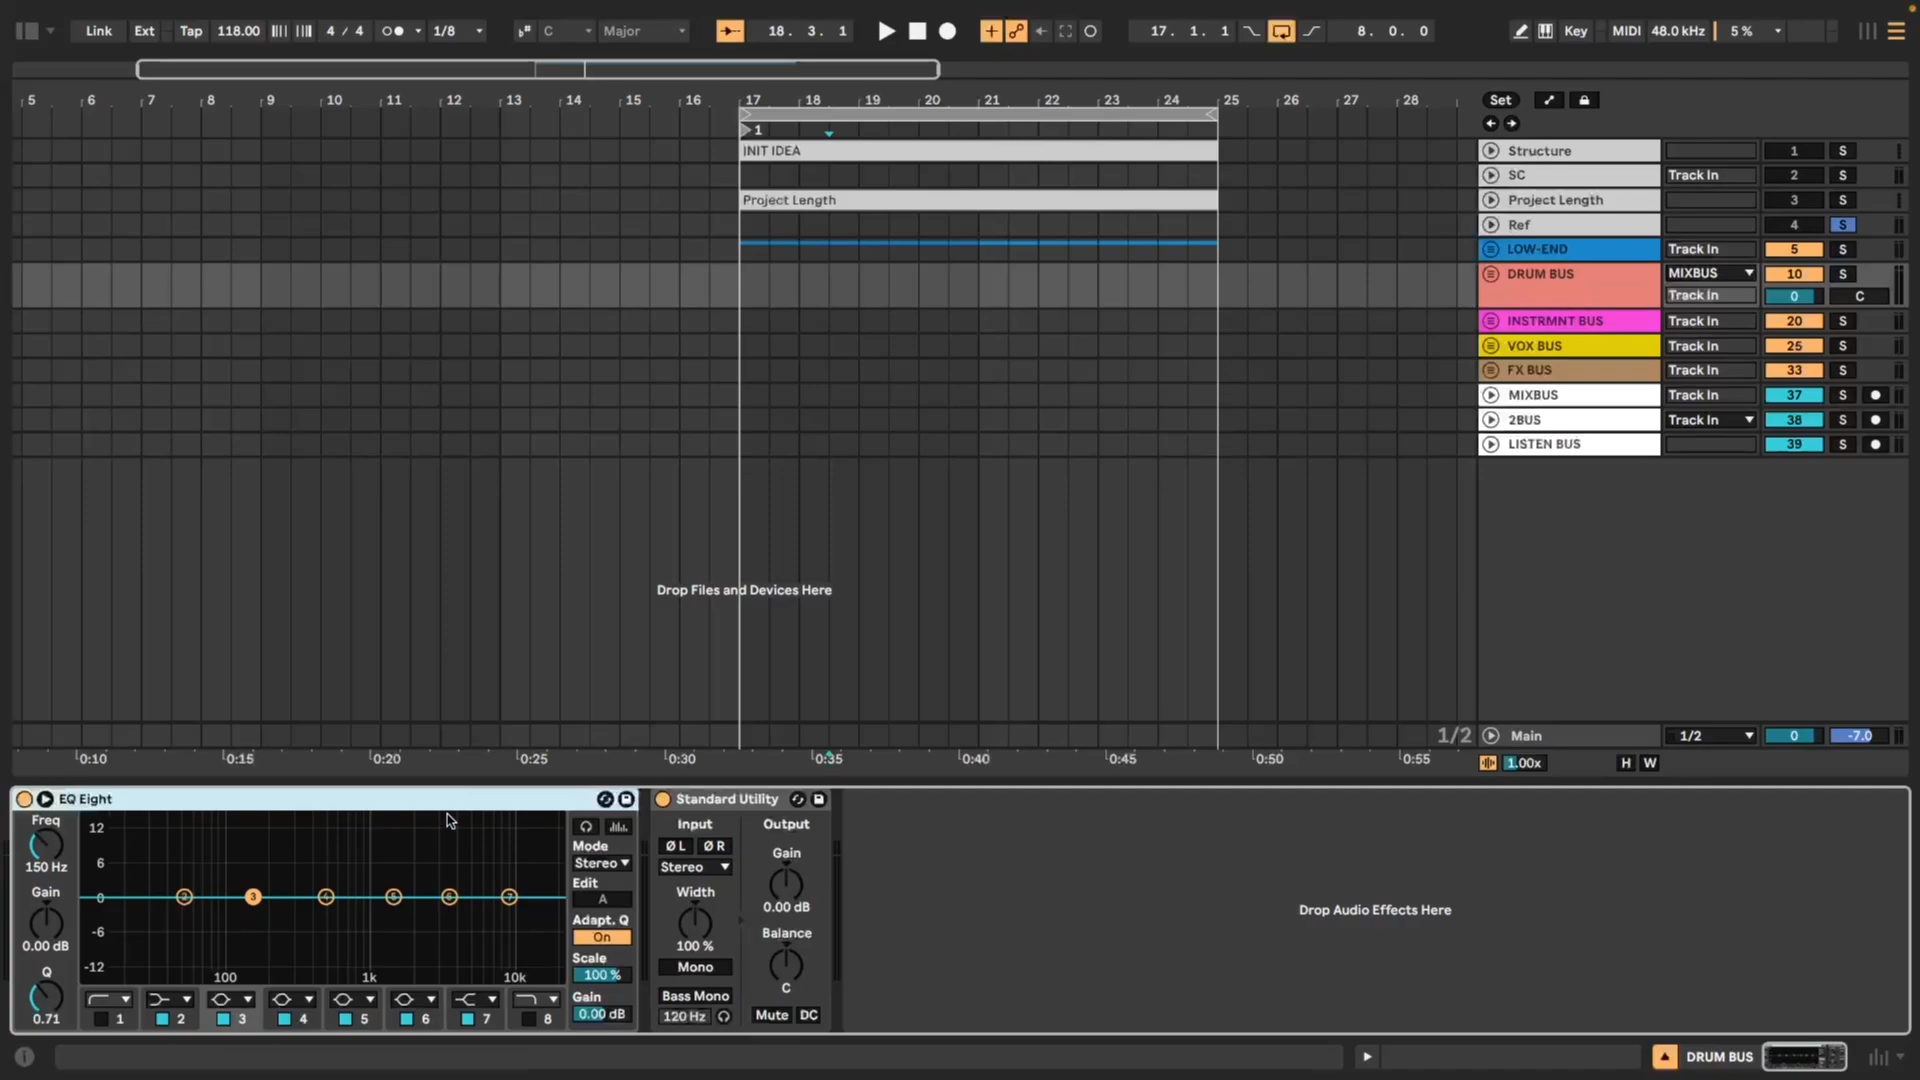 Link Ext Tap 118.00 4 / 4 1/8 C Major 18. 3. 1 17. 1. 1 8. 0. 0 Key MIDI 48.0 kHz 5 %
5 6 7 8 9 10 11 12 13 14 15 16 17 18 19 20 21 22 23 24 25 26 27 28 Set
1
INIT IDEA Structure 1 S
SC Track In 2 S
Project Length Project Length 3 S
Ref 4 S
LOW-END Track In 5 S
DRUM BUS MIXBUS 10 S
Track In 0 C
INSTRMNT BUS Track In 20 S
VOX BUS Track In 25 S
FX BUS Track In 33 S
MIXBUS Track In 37 S
2BUS Track In 38 S
LISTEN BUS 39 S
Drop Files and Devices Here
1/2 Main 1/2 0 -7.0
0:10 0:15 0:20 0:25 0:30 0:35 0:40 0:45 0:50 0:55 1.00x H W
EQ Eight
Freq
150 Hz
Gain
0.00 dB
Q
0.71
12
6
0
-6
-12
2 3 4 5 6 7
100 1k 10k
1 2 3 4 5 6 7 8
Mode
Stereo
Edit
A
Adapt. Q
On
Scale
100 %
Gain
0.00 dB
Standard Utility
Input
Ø L Ø R
Stereo
Width
100 %
Mono
Bass Mono
120 Hz
Output
Gain
0.00 dB
Balance
C
Mute DC
Drop Audio Effects Here
DRUM BUS